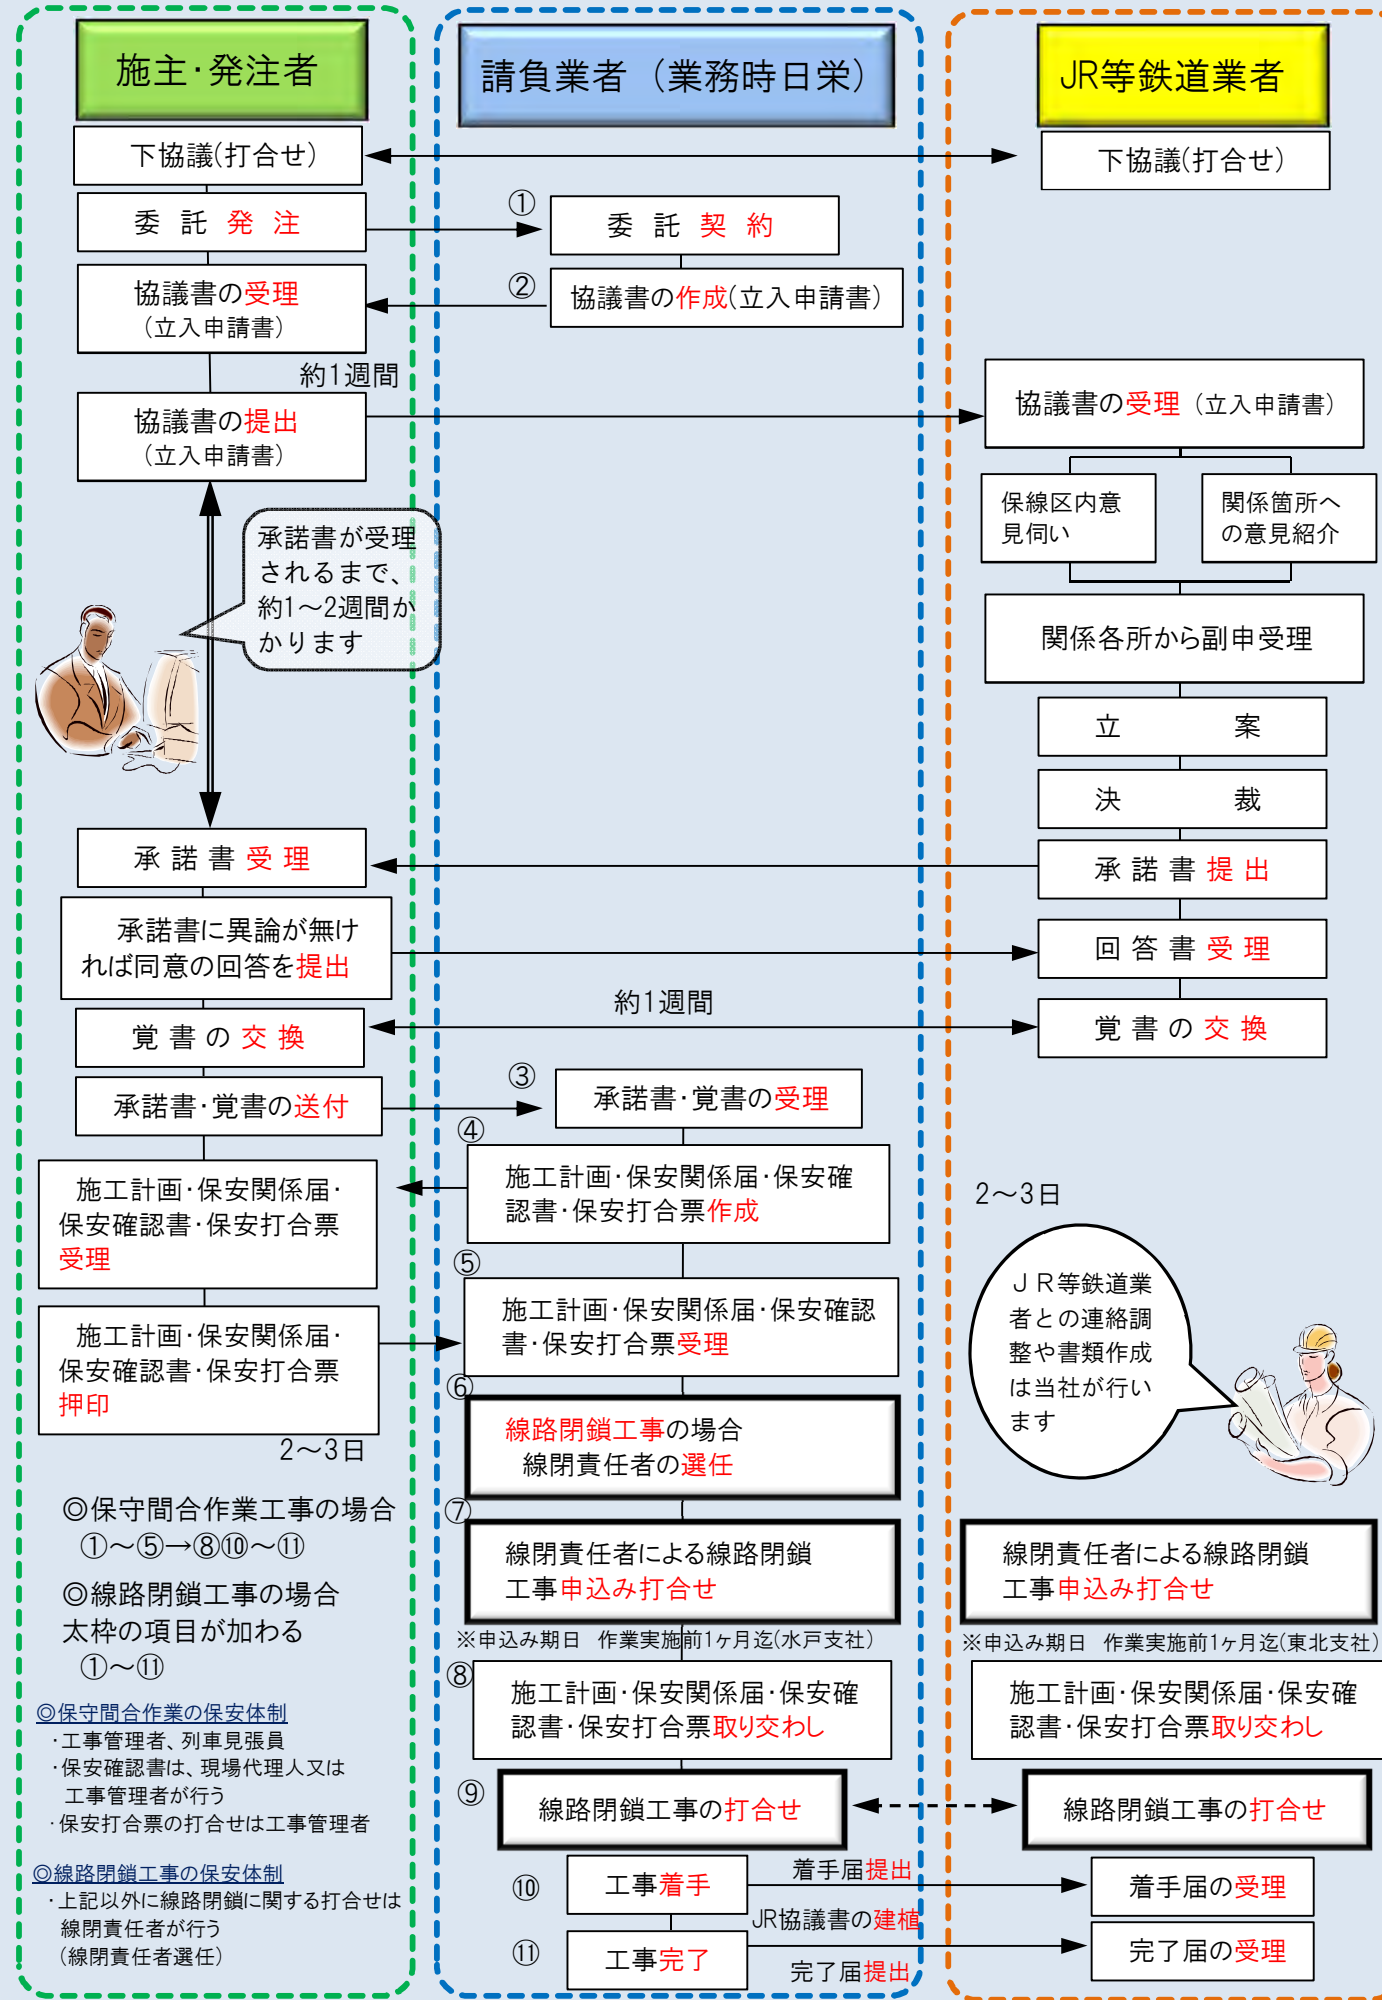 施主・発注者
請負業者（業務時日栄）
JR等鉄道業者
下協議(打合せ)
下協議(打合せ)
委託発注
①
委託契約
協議書の受理
(立入申請書)
②
協議書の作成(立入申請書)
約1週間
協議書の提出
(立入申請書)
協議書の受理（立入申請書）
保線区内意
見伺い
関係箇所へ
の意見紹介
承諾書が受理
されるまで、
約1～2週間か
かります
関係各所から副申受理
立案
決裁
承諾書受理
承諾書提出
承諾書に異論が無け
れば同意の回答を提出
回答書受理
約1週間
覚書の交換
覚書の交換
承諾書・覚書の送付
③
承諾書・覚書の受理
④
施工計画・保安関係届・保安確
認書・保安打合票作成
施工計画・保安関係届・
保安確認書・保安打合票
受理
2～3日
⑤
施工計画・保安関係届・保安確認
書・保安打合票受理
施工計画・保安関係届・
保安確認書・保安打合票
押印
2～3日
ＪＲ等鉄道業
者との連絡調
整や書類作成
は当社が行い
ます
⑥
線路閉鎖工事の場合
線閉責任者の選任
◎保守間合作業工事の場合
①～⑤→⑧⑩～⑪
◎線路閉鎖工事の場合
太枠の項目が加わる
①～⑪
⑦
線閉責任者による線路閉鎖
工事申込み打合せ
線閉責任者による線路閉鎖
工事申込み打合せ
※申込み期日　作業実施前1ヶ月迄(水戸支社)
※申込み期日　作業実施前1ヶ月迄(東北支社)
⑧
施工計画・保安関係届・保安確
認書・保安打合票取り交わし
施工計画・保安関係届・保安確
認書・保安打合票取り交わし
◎保守間合作業の保安体制
・工事管理者、列車見張員
・保安確認書は、現場代理人又は
工事管理者が行う
・保安打合票の打合せは工事管理者
⑨
線路閉鎖工事の打合せ
線路閉鎖工事の打合せ
◎線路閉鎖工事の保安体制
・上記以外に線路閉鎖に関する打合せは
線閉責任者が行う
(線閉責任者選任)
⑩
工事着手
着手届提出
着手届の受理
JR協議書の建植
⑪
工事完了
完了届提出
完了届の受理